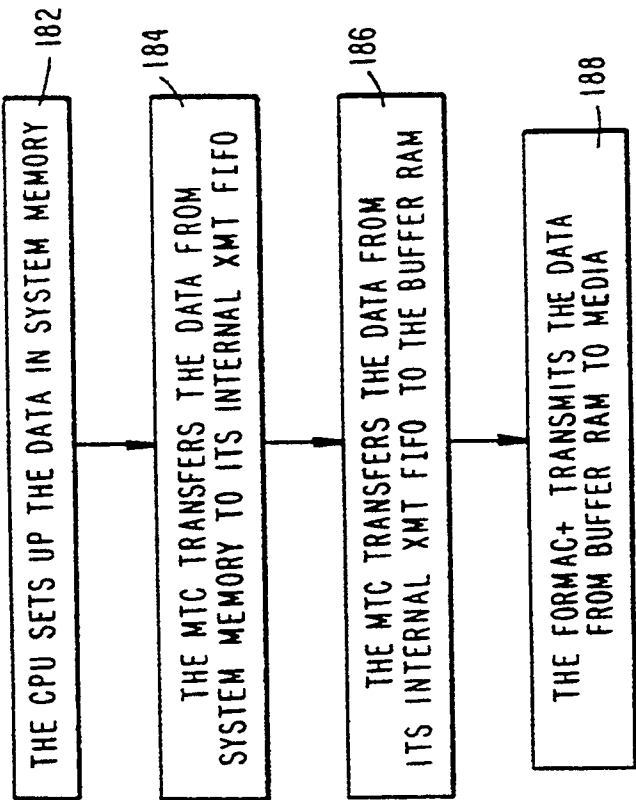 THE CPU SETS UP THE DATA IN SYSTEM MEMORY
182
THE MTC TRANSFERS THE DATA FROM
SYSTEM MEMORY TO ITS INTERNAL XMT FIFO
184
THE MTC TRANSFERS THE DATA FROM
ITS INTERNAL XMT FIFO TO THE BUFFER RAM
186
THE FORMAC+ TRANSMITS THE DATA
FROM BUFFER RAM TO MEDIA
188